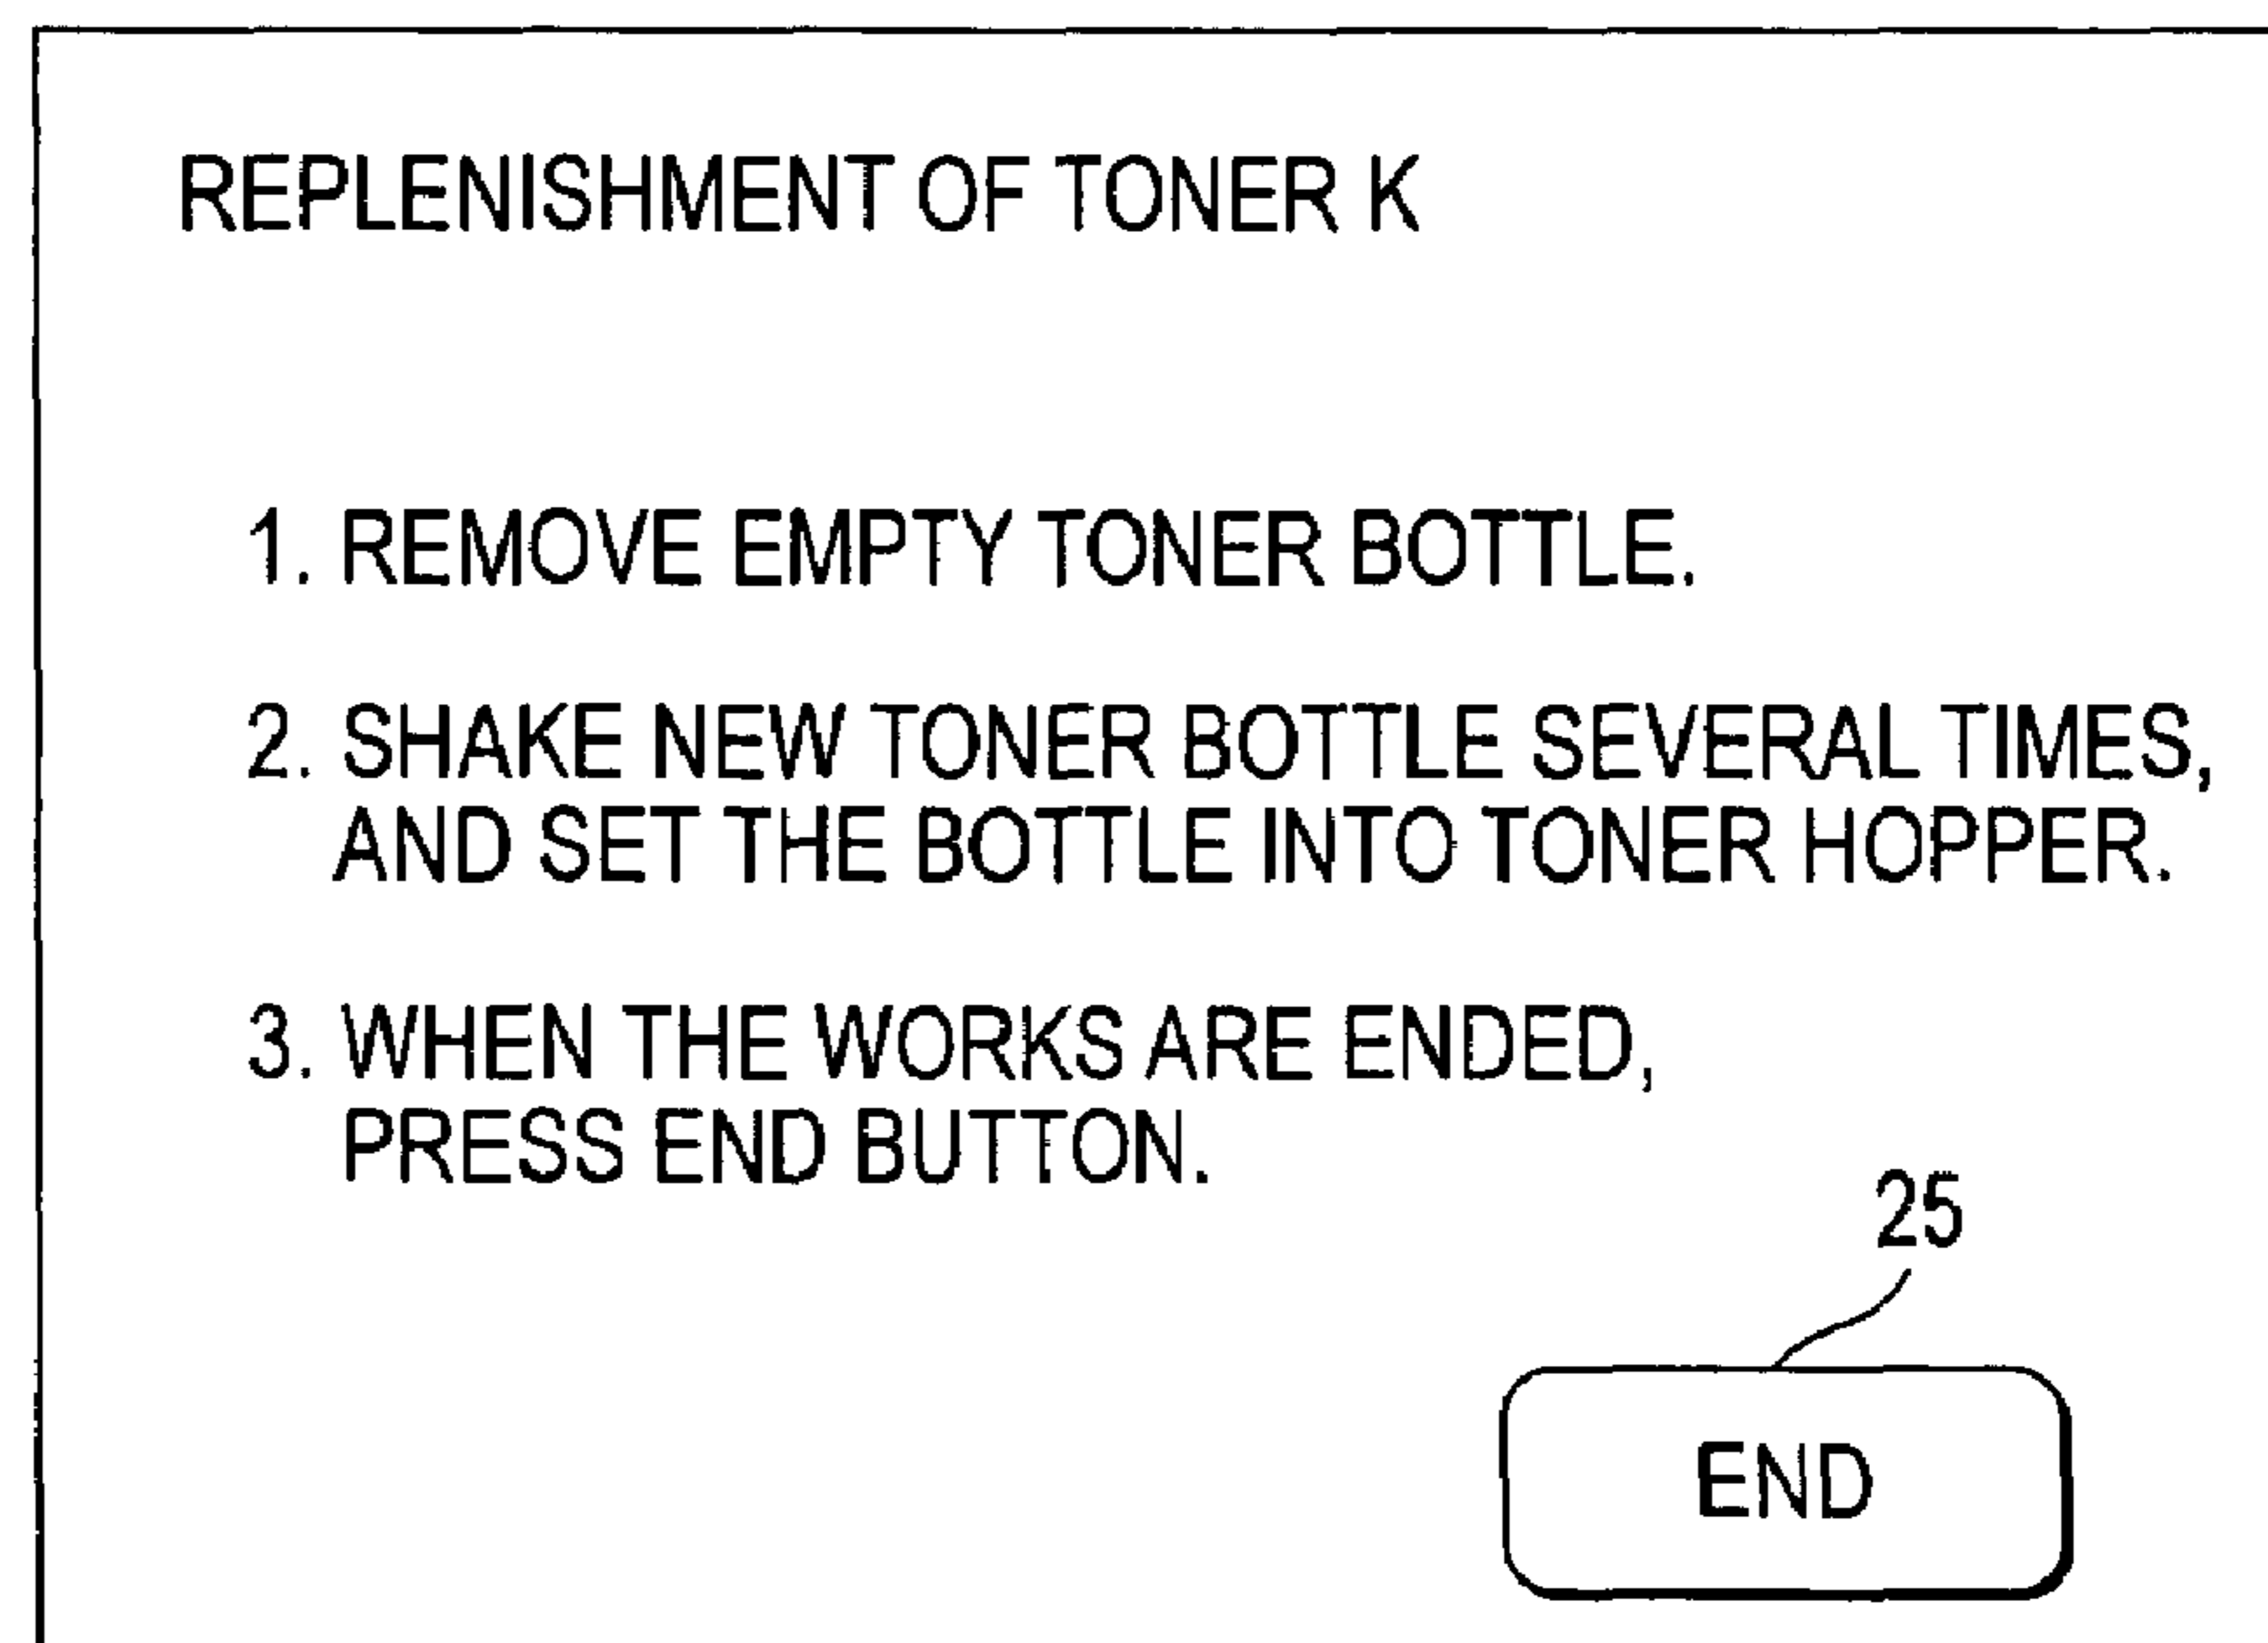 REPLENISHMENT OF TONER K
1. REMOVE EMPTY TONER BOTTLE.
2. SHAKE NEW TONER BOTTLE SEVERAL TIMES,
AND SET THE BOTTLE INTO TONER HOPPER.
3. WHEN THE WORKS ARE ENDED,
PRESS END BUTTON.
25
END